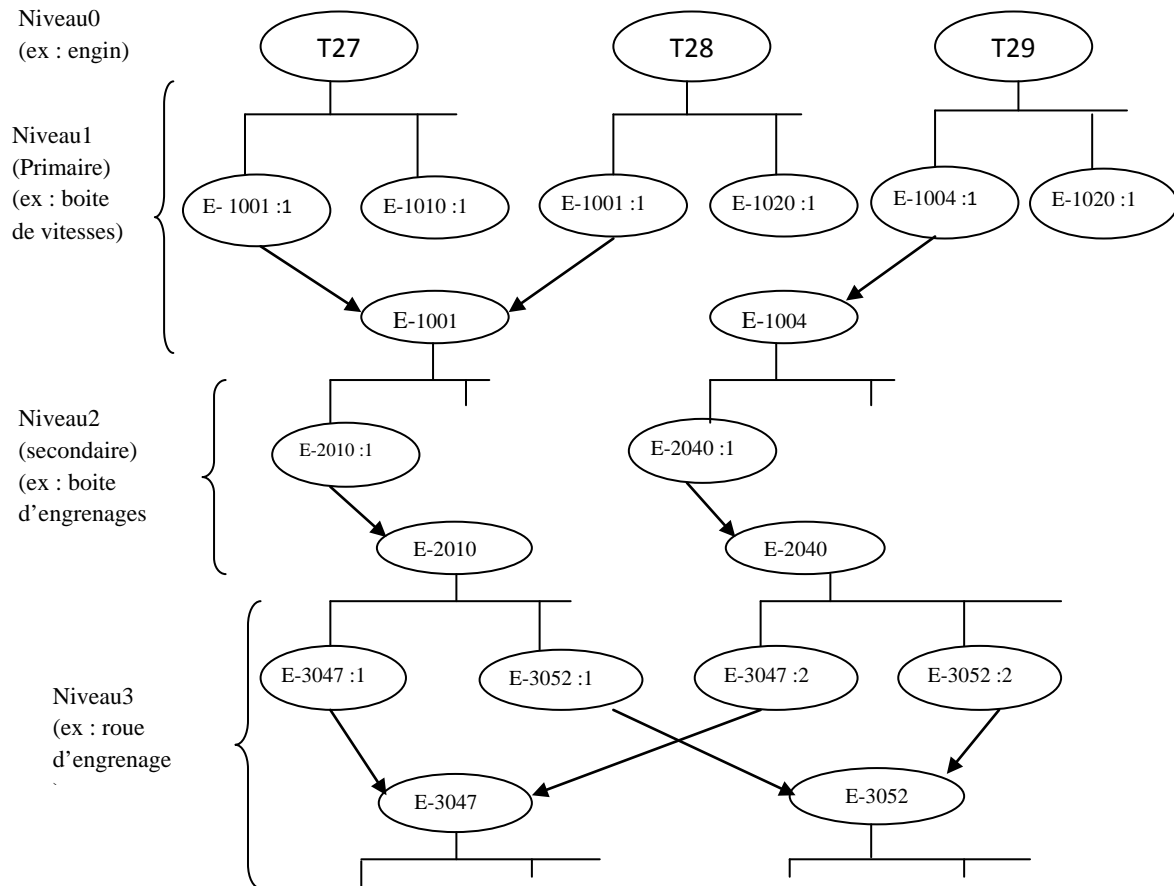 Niveau0
(ex : engin)
T27
T28
T29
Niveau1
(Primaire)
(ex : boite
de vitesses)
E- 1001 :1
E-1010 :1
E-1001 :1
E-1020 :1
E-1004 :1
E-1020 :1
E-1001
E-1004
Niveau2
(secondaire)
(ex : boite
d’engrenages
E-2010 :1
E-2040 :1
E-2010
E-2040
Niveau3
(ex : roue
d’engrenage
E-3047 :1
E-3052 :1
E-3047 :2
E-3052 :2
E-3047
E-3052